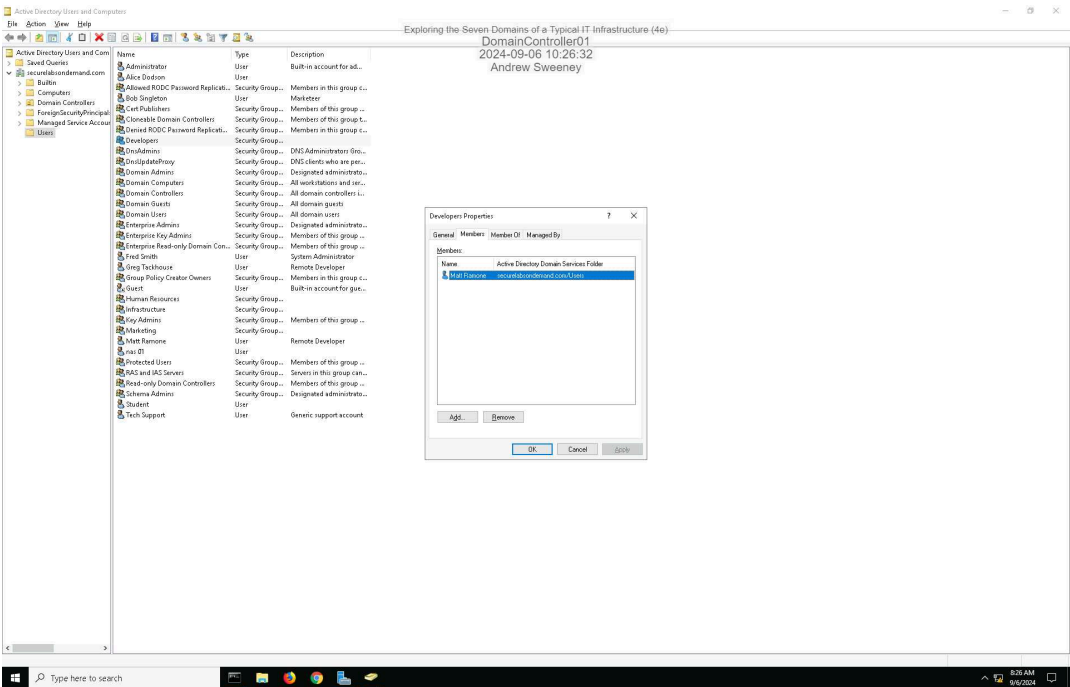 Active Directory Users and Computers
File Action View Help
Exploring the Seven Domains of a Typical IT Infrastructure (4e)
DomainController01
2024-09-06 10:26:32
Andrew Sweeney
Active Directory Users and Com
Saved Queries
securelabsondemand.com
Builtin
Computers
Domain Controllers
ForeignSecurityPrincipal:
Managed Service Accour
Users
Name Type Description
Administrator User Built-in account for ad...
Alice Dodson User
Allowed RODC Password Replicati... Security Group... Members in this group c...
Bob Singleton User Marketeer
Cert Publishers Security Group... Members of this group ...
Cloneable Domain Controllers Security Group... Members of this group t...
Denied RODC Password Replicati... Security Group... Members in this group c...
Developers Security Group...
DnsAdmins Security Group... DNS Administrators Gro...
DnsUpdateProxy Security Group... DNS clients who are per...
Domain Admins Security Group... Designated administrato...
Domain Computers Security Group... All workstations and ser...
Domain Controllers Security Group... All domain controllers i...
Domain Guests Security Group... All domain guests
Domain Users Security Group... All domain users
Enterprise Admins Security Group... Designated administrato...
Enterprise Key Admins Security Group... Members of this group ...
Enterprise Read-only Domain Con... Security Group... Members of this group ...
Fred Smith User System Administrator
Greg Tackhouse User Remote Developer
Group Policy Creator Owners Security Group... Members in this group c...
Guest User Built-in account for gue...
Human Resources Security Group...
Infrastructure Security Group...
Key Admins Security Group... Members of this group ...
Marketing Security Group...
Matt Ramone User Remote Developer
nas 01 User
Protected Users Security Group... Members of this group ...
RAS and IAS Servers Security Group... Servers in this group can...
Read-only Domain Controllers Security Group... Members of this group ...
Schema Admins Security Group... Designated administrato...
Student User
Tech Support User Generic support account
Developers Properties ? ×
General Members Member Of Managed By
Members:
Name Active Directory Domain Services Folder
Matt Ramone securelabsondemand.com/Users
Add... Remove
OK Cancel Apply
Type here to search
8:26 AM
9/6/2024